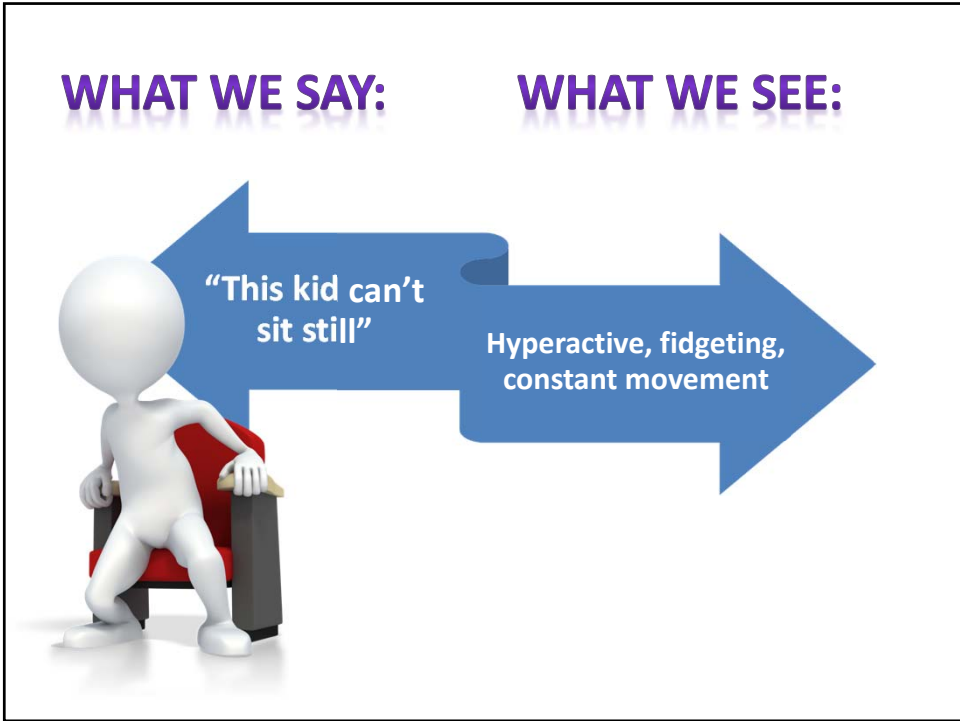 WHAT WE SAY:
WHAT WE SEE:
“This kid can’t
sit still”
Hyperactive, fidgeting,
constant movement